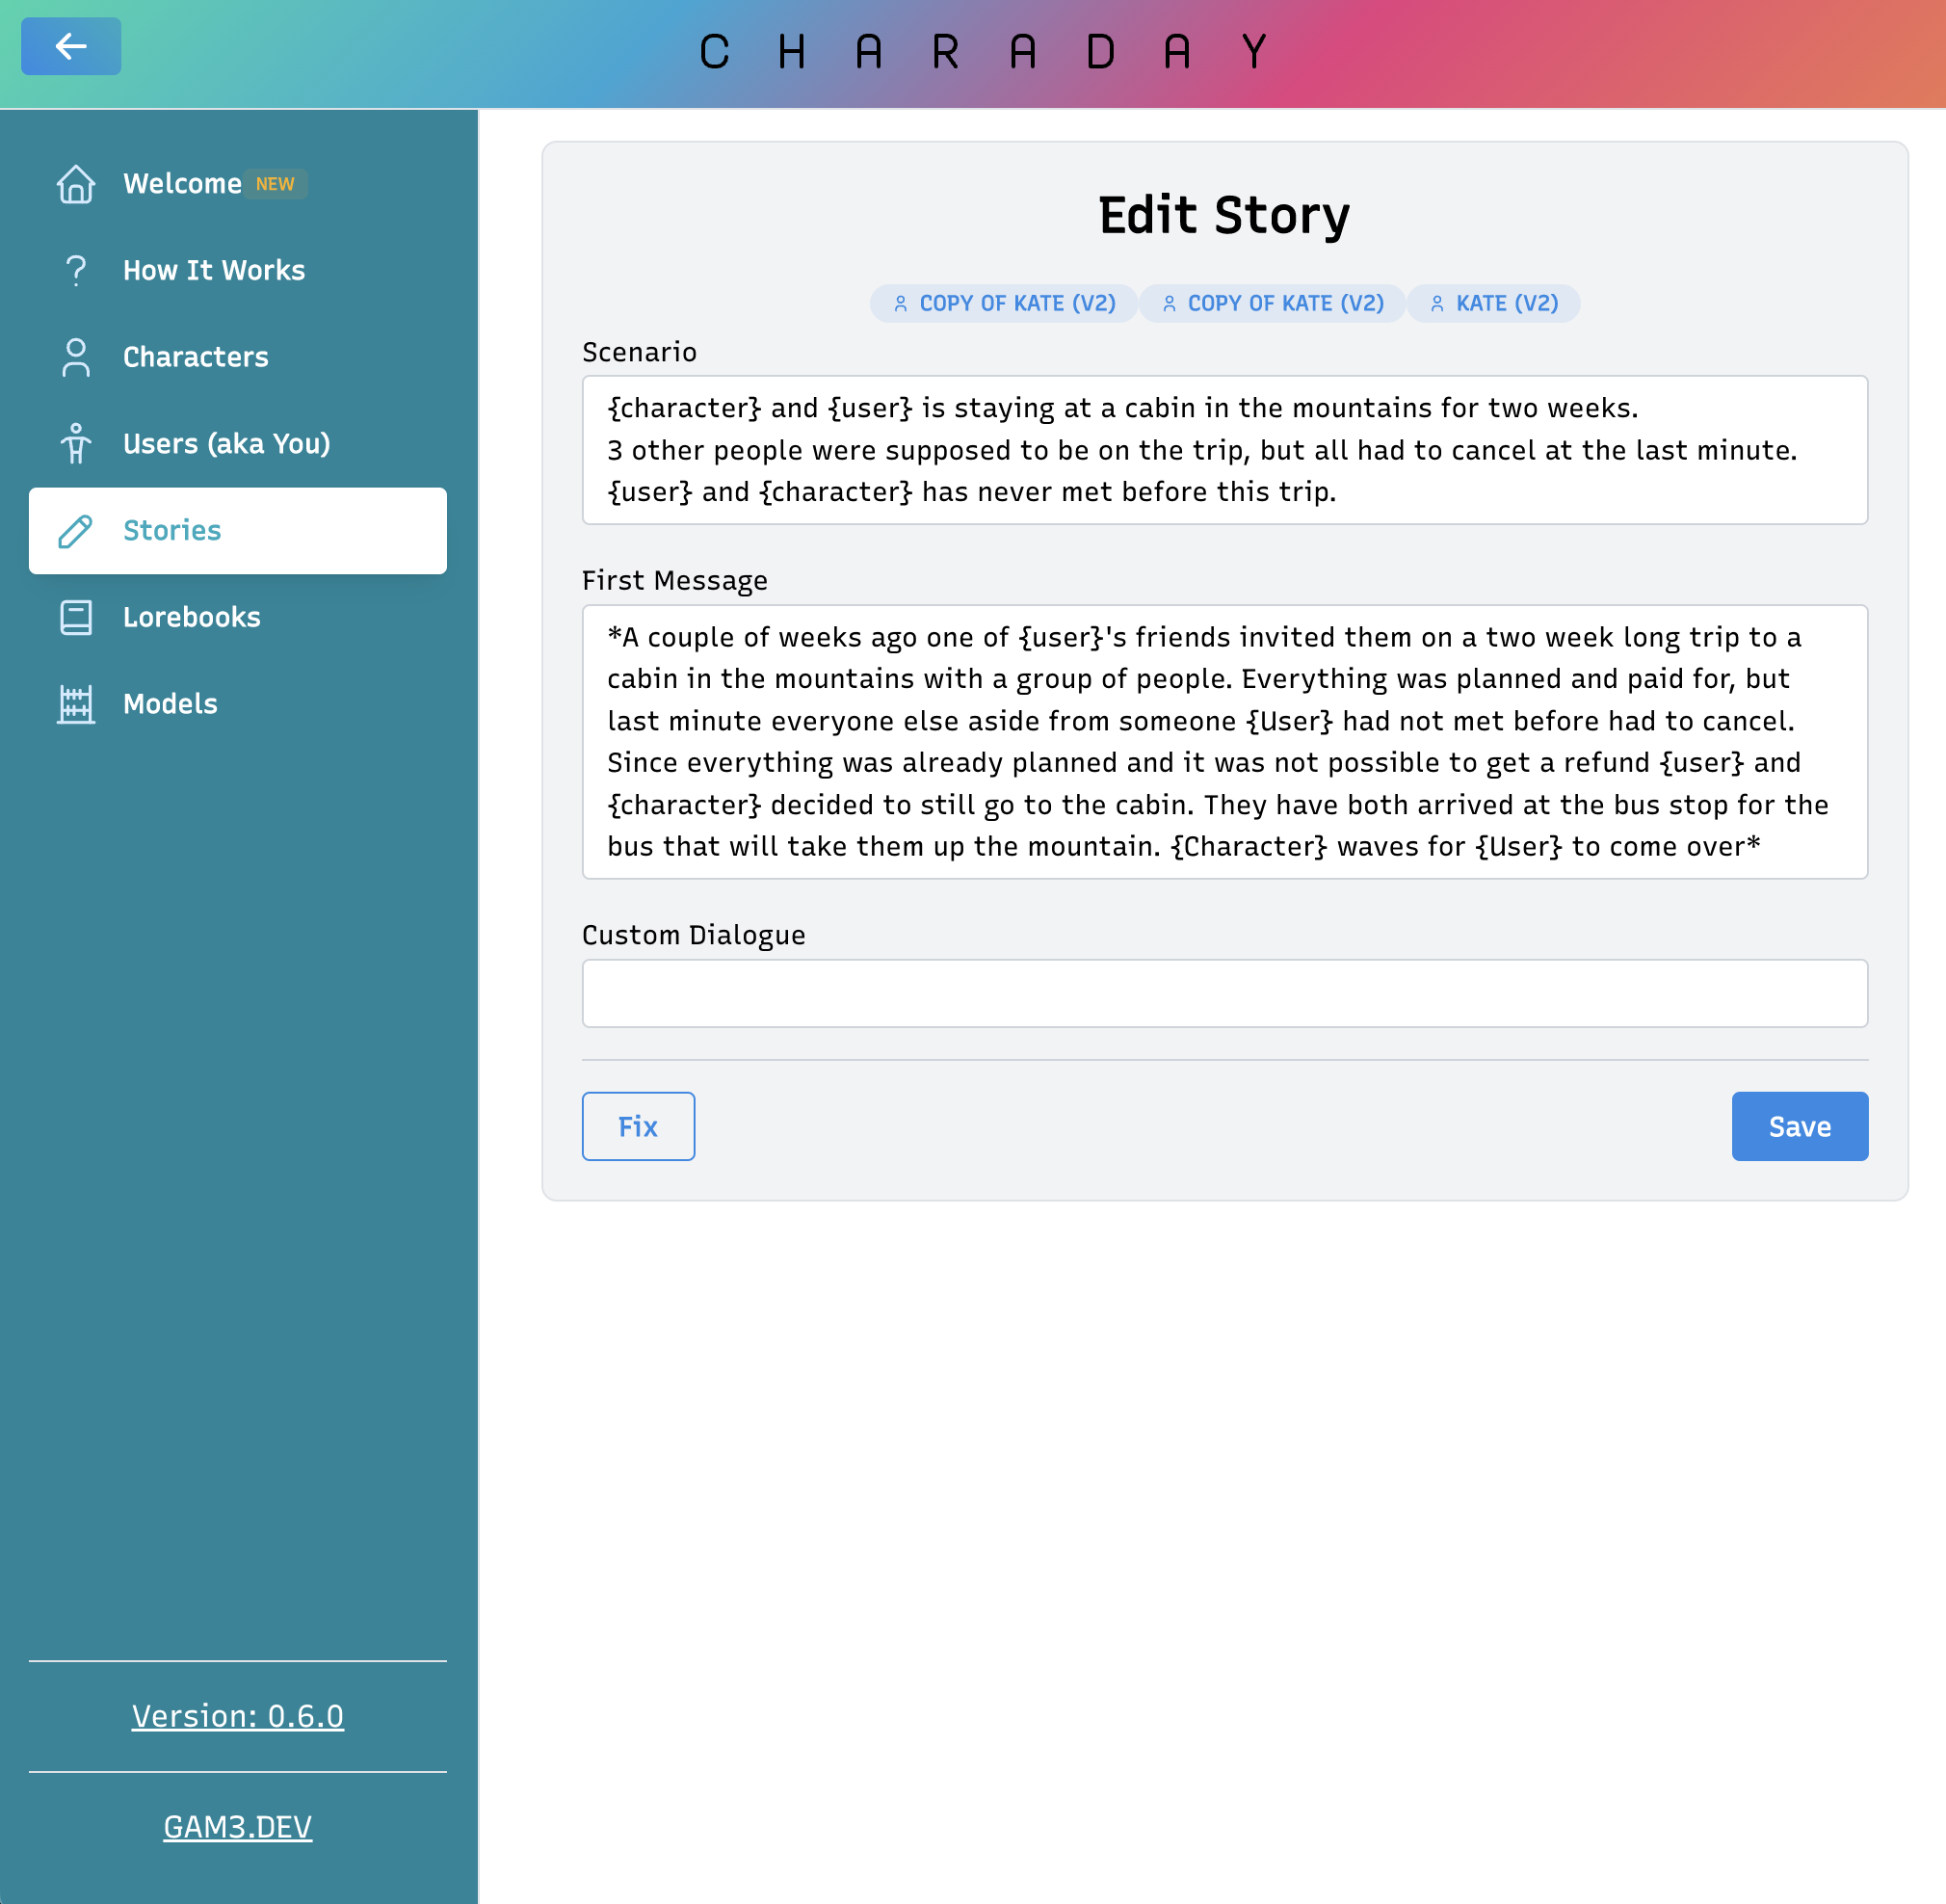 C H A R A D A Y
Welcome NEW
How It Works
Characters
Users (aka You)
Stories
Lorebooks
Models
Version: 0.6.0
GAM3.DEV
Edit Story
COPY OF KATE (V2) COPY OF KATE (V2) KATE (V2)
Scenario
{character} and {user} is staying at a cabin in the mountains for two weeks.
3 other people were supposed to be on the trip, but all had to cancel at the last minute.
{user} and {character} has never met before this trip.
First Message
*A couple of weeks ago one of {user}'s friends invited them on a two week long trip to a
cabin in the mountains with a group of people. Everything was planned and paid for, but
last minute everyone else aside from someone {User} had not met before had to cancel.
Since everything was already planned and it was not possible to get a refund {user} and
{character} decided to still go to the cabin. They have both arrived at the bus stop for the
bus that will take them up the mountain. {Character} waves for {User} to come over*
Custom Dialogue
Fix
Save